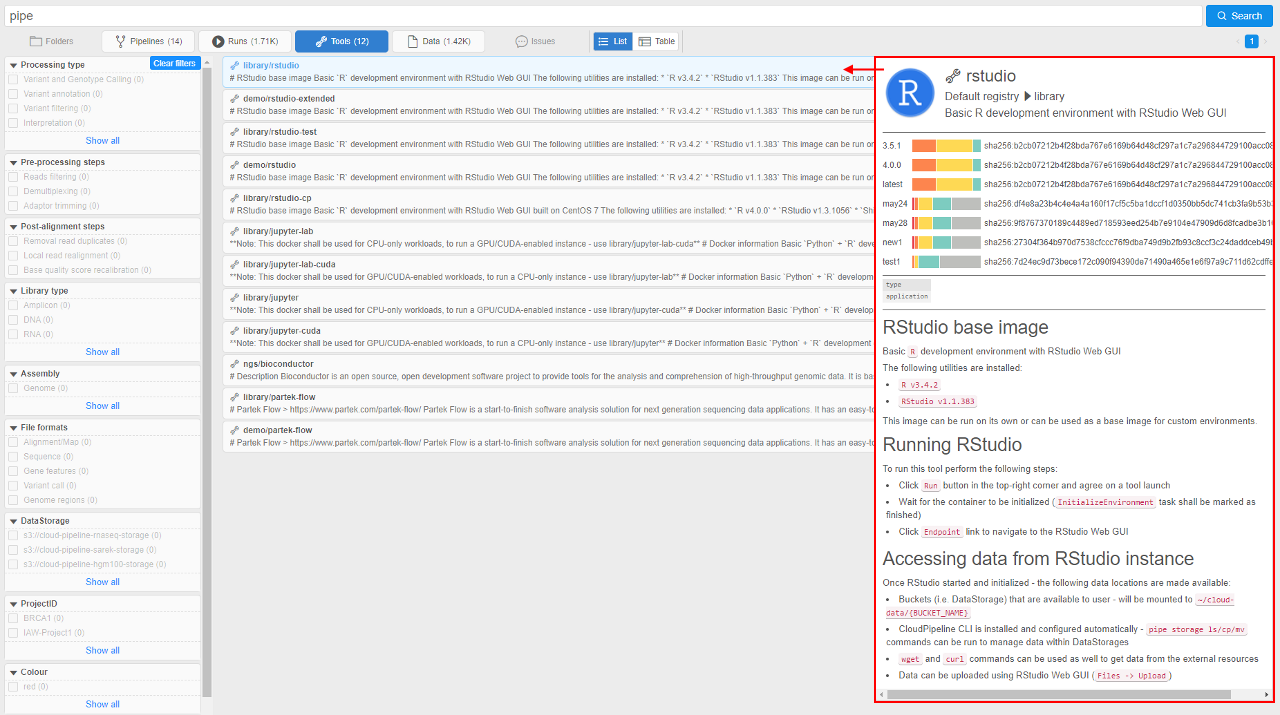 pipe
Search
Folders
Pipelines (14)
Runs (1.71K)
Tools (12)
Data (1.42K)
Issues
List
Table
1
Processing type
Clear filters
Variant and Genotype Calling (0)
Variant annotation (0)
Variant filtering (0)
Interpretation (0)
Show all
Pre-processing steps
Reads filtering (0)
Demultiplexing (0)
Adaptor trimming (0)
Post-alignment steps
Removal read duplicates (0)
Local read realignment (0)
Base quality score recalibration (0)
Library type
Amplicon (0)
DNA (0)
RNA (0)
Show all
Assembly
Genome (0)
Show all
File formats
Alignment/Map (0)
Sequence (0)
Gene features (0)
Variant call (0)
Genome regions (0)
DataStorage
s3://cloud-pipeline-rnaseq-storage (0)
s3://cloud-pipeline-sarek-storage (0)
s3://cloud-pipeline-hgm100-storage (0)
Show all
ProjectID
BRCA1 (0)
IAW-Project1 (0)
Show all
Colour
red (0)
Show all
library/rstudio
# RStudio base image Basic `R` development environment with RStudio Web GUI The following utilities are installed: * `R v3.4.2` * `RStudio v1.1.383` This image can be run on
demo/rstudio-extended
# RStudio base image Basic `R` development environment with RStudio Web GUI The following utilities are installed: * `R v3.4.2` * `RStudio v1.1.383` This image can be run on
library/rstudio-test
# RStudio base image Basic `R` development environment with RStudio Web GUI The following utilities are installed: * `R v3.4.2` * `RStudio v1.1.383` This image can be run on
demo/rstudio
# RStudio base image Basic `R` development environment with RStudio Web GUI The following utilities are installed: * `R v3.4.2` * `RStudio v1.1.383` This image can be run on
library/rstudio-cp
# RStudio base image Basic `R` development environment with RStudio Web GUI built on CentOS 7 The following utilities are installed: * `R v4.0.0` * `RStudio v1.3.1056` * `Shi
library/jupyter-lab
**Note: This docker shall be used for CPU-only workloads, to run a GPU/CUDA-enabled instance - use library/jupyter-lab-cuda** # Docker information Basic `Python` + `R` deve
library/jupyter-lab-cuda
**Note: This docker shall be used for GPU/CUDA-enabled workloads, to run a CPU-only instance - use library/jupyter-lab** # Docker information Basic `Python` + `R` developm
library/jupyter
**Note: This docker shall be used for CPU-only workloads, to run a GPU/CUDA-enabled instance - use library/jupyter-cuda** # Docker information Basic `Python` + `R` develop
library/jupyter-cuda
**Note: This docker shall be used for GPU/CUDA-enabled workloads, to run a CPU-only instance - use library/jupyter** # Docker information Basic `Python` + `R` development
ngs/bioconductor
# Description Bioconductor is an open source, open development software project to provide tools for the analysis and comprehension of high-throughput genomic data. It is ba
library/partek-flow
# Partek Flow > https://www.partek.com/partek-flow/ Partek Flow is a start-to-finish software analysis solution for next generation sequencing data applications. It has an easy-to
demo/partek-flow
# Partek Flow > https://www.partek.com/partek-flow/ Partek Flow is a start-to-finish software analysis solution for next generation sequencing data applications. It has an easy-to
R
rstudio
Default registry library
Basic R development environment with RStudio Web GUI
3.5.1 sha256:b2cb07212b4f28bda767e6169b64d48cf297a1c7a296844729100acc08
4.0.0 sha256:b2cb07212b4f28bda767e6169b64d48cf297a1c7a296844729100acc08
latest sha256:b2cb07212b4f28bda767e6169b64d48cf297a1c7a296844729100acc08
may24 sha256:df4e8a23b4c4e4a4a160f17cf5c5ba1dccf1d0350bb5dc741cb3fa9b53b3
may28 sha256:9f8767370189c4489ed718593eed254b7e9104e47909d6d8fcadbe3b10
new1 sha256:27304f364b970d7538cfccc76f9dba749d9b2fb93c8ccf3c24daddceb49b
test1 sha256:7d24ec9d73bece172c090f94390de71490a465e1e6f97a9c711d62cdffe
type
application
RStudio base image
Basic R development environment with RStudio Web GUI
The following utilities are installed:
• R v3.4.2
• RStudio v1.1.383
This image can be run on its own or can be used as a base image for custom environments.
Running RStudio
To run this tool perform the following steps:
• Click Run button in the top-right corner and agree on a tool launch
• Wait for the container to be initialized ( InitializeEnvironment task shall be marked as
finished)
• Click Endpoint link to navigate to the RStudio Web GUI
Accessing data from RStudio instance
Once RStudio started and initialized - the following data locations are made available:
• Buckets (i.e. DataStorage) that are available to user - will be mounted to ~/cloud-
data/{BUCKET_NAME}
• CloudPipeline CLI is installed and configured automatically - pipe storage ls/cp/mv
commands can be run to manage data within DataStorages
• wget and curl commands can be used as well to get data from the external resources
• Data can be uploaded using RStudio Web GUI ( Files -> Upload )